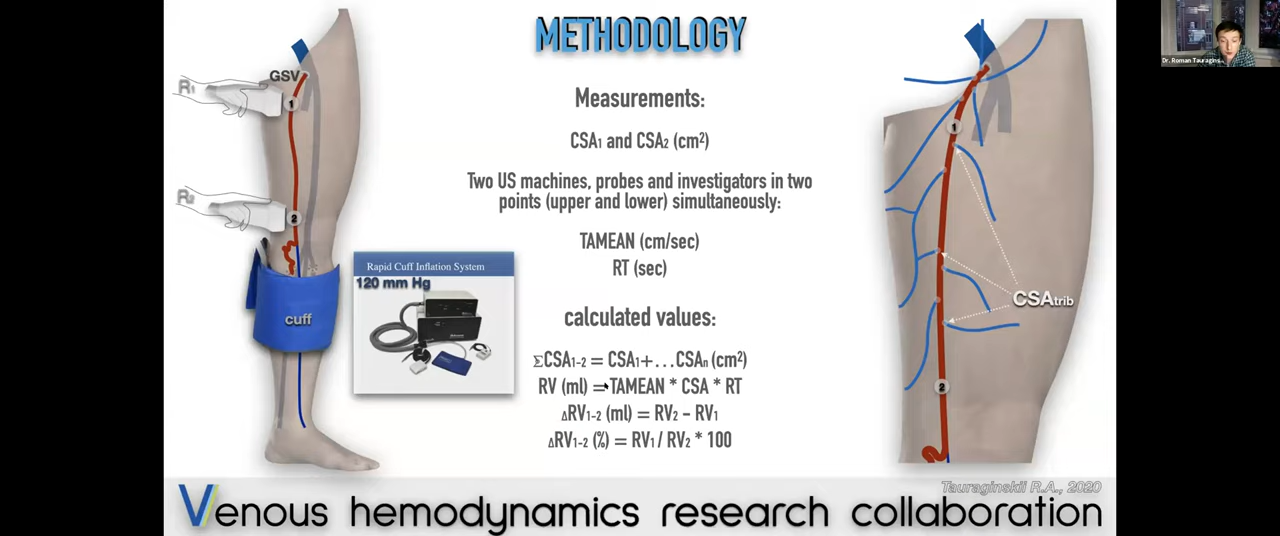 METHODOLOGY
GSV
R1
1
R2
2
cuff
Rapid Cuff Inflation System
120 mm Hg
Measurements:
CSA1 and CSA2 (cm²)
Two US machines, probes and investigators in two
points (upper and lower) simultaneously:
TAMEAN (cm/sec)
RT (sec)
calculated values:
ΣCSA1-2 = CSA1+...CSAn (cm²)
RV (ml) = TAMEAN * CSA * RT
ΔRV1-2 (ml) = RV2 - RV1
ΔRV1-2 (%) = RV1 / RV2 * 100
1
CSAtrib
2
Tauraginskii R.A., 2020
Venous hemodynamics research collaboration
Dr. Roman Tauragins